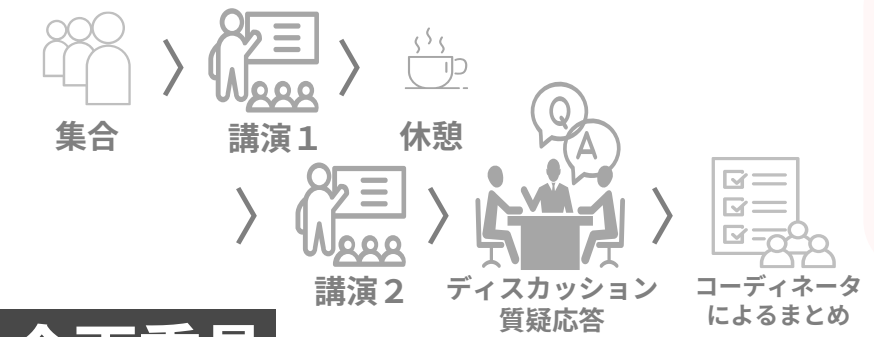 集合
講演１
休憩
Q
A
講演２
ディスカッション
質疑応答
コーディネータ
によるまとめ